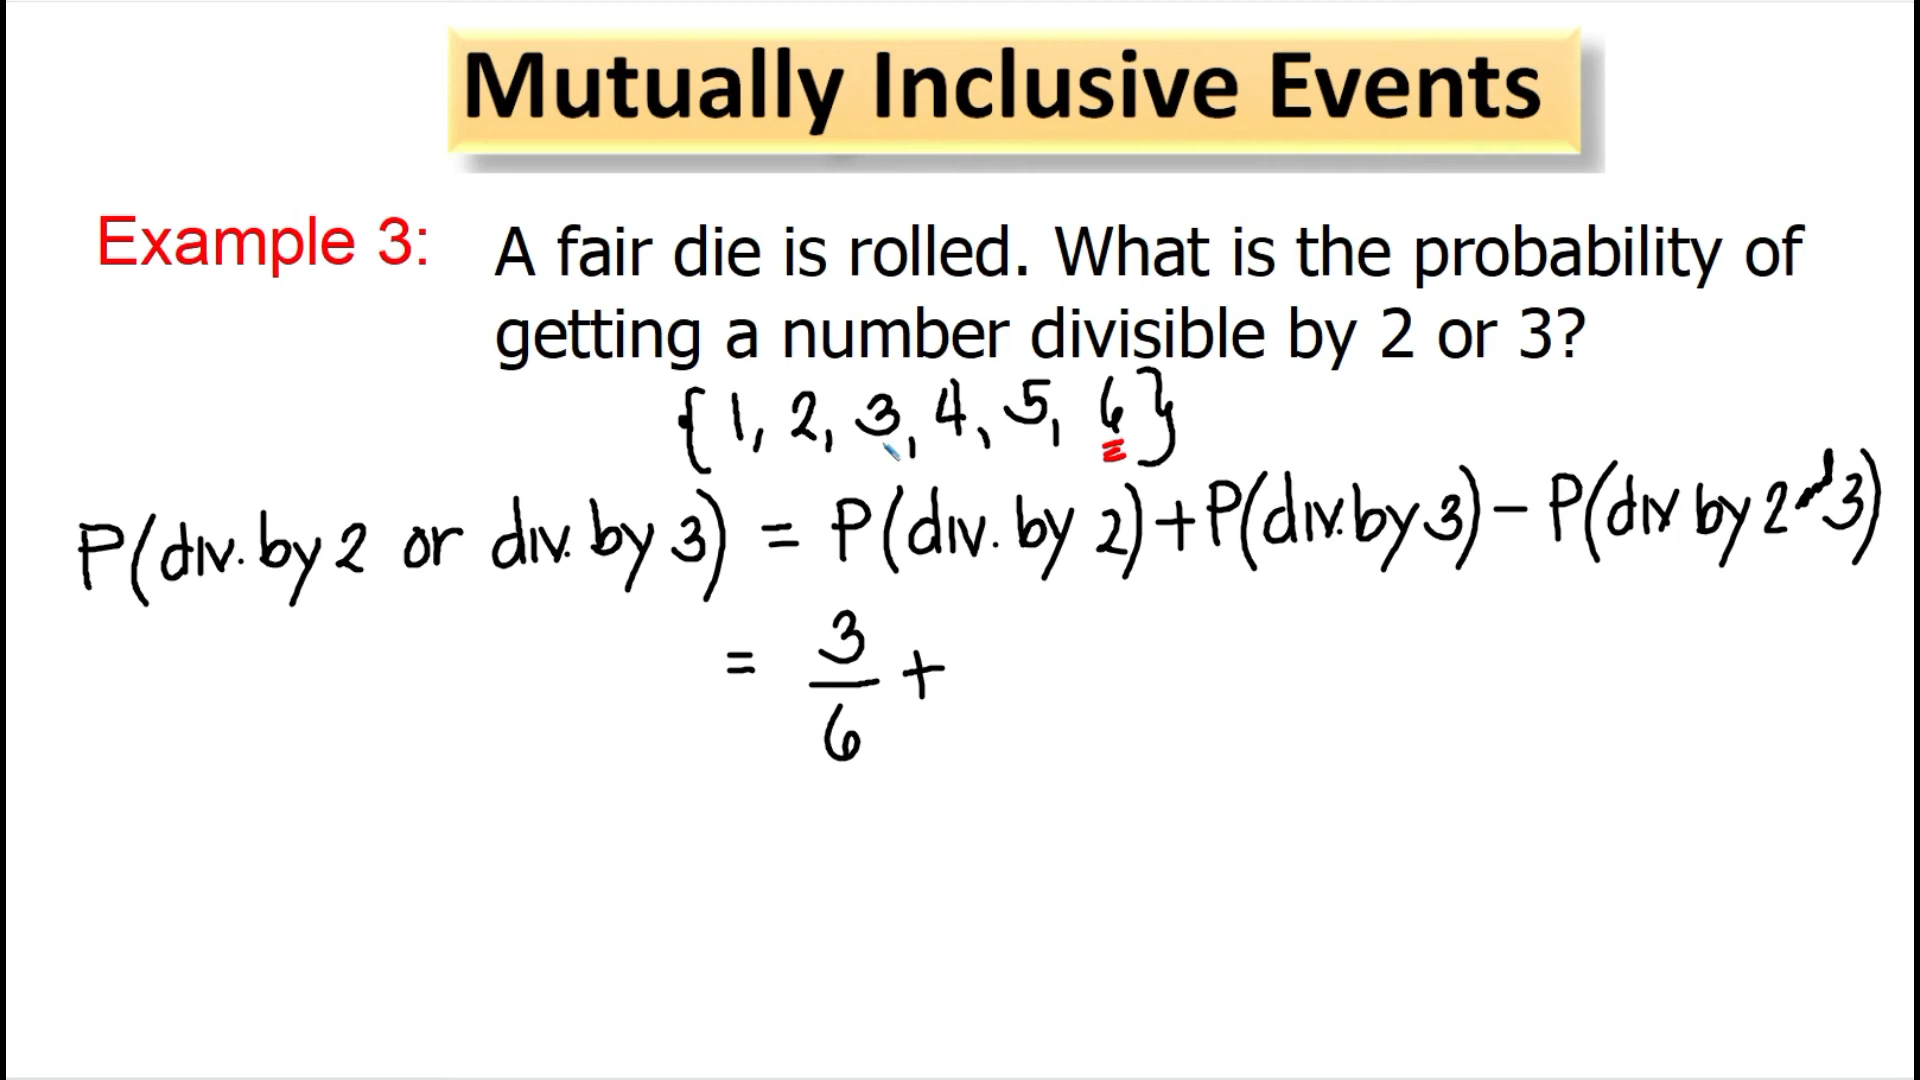 Mutually Inclusive Events
Example 3: A fair die is rolled. What is the probability of
getting a number divisible by 2 or 3?
{1, 2, 3, 4, 5, 6}
P(div. by 2 or div. by 3) = P(div. by 2) + P(div. by 3) - P(div by 2 and 3)
= 3/6 +